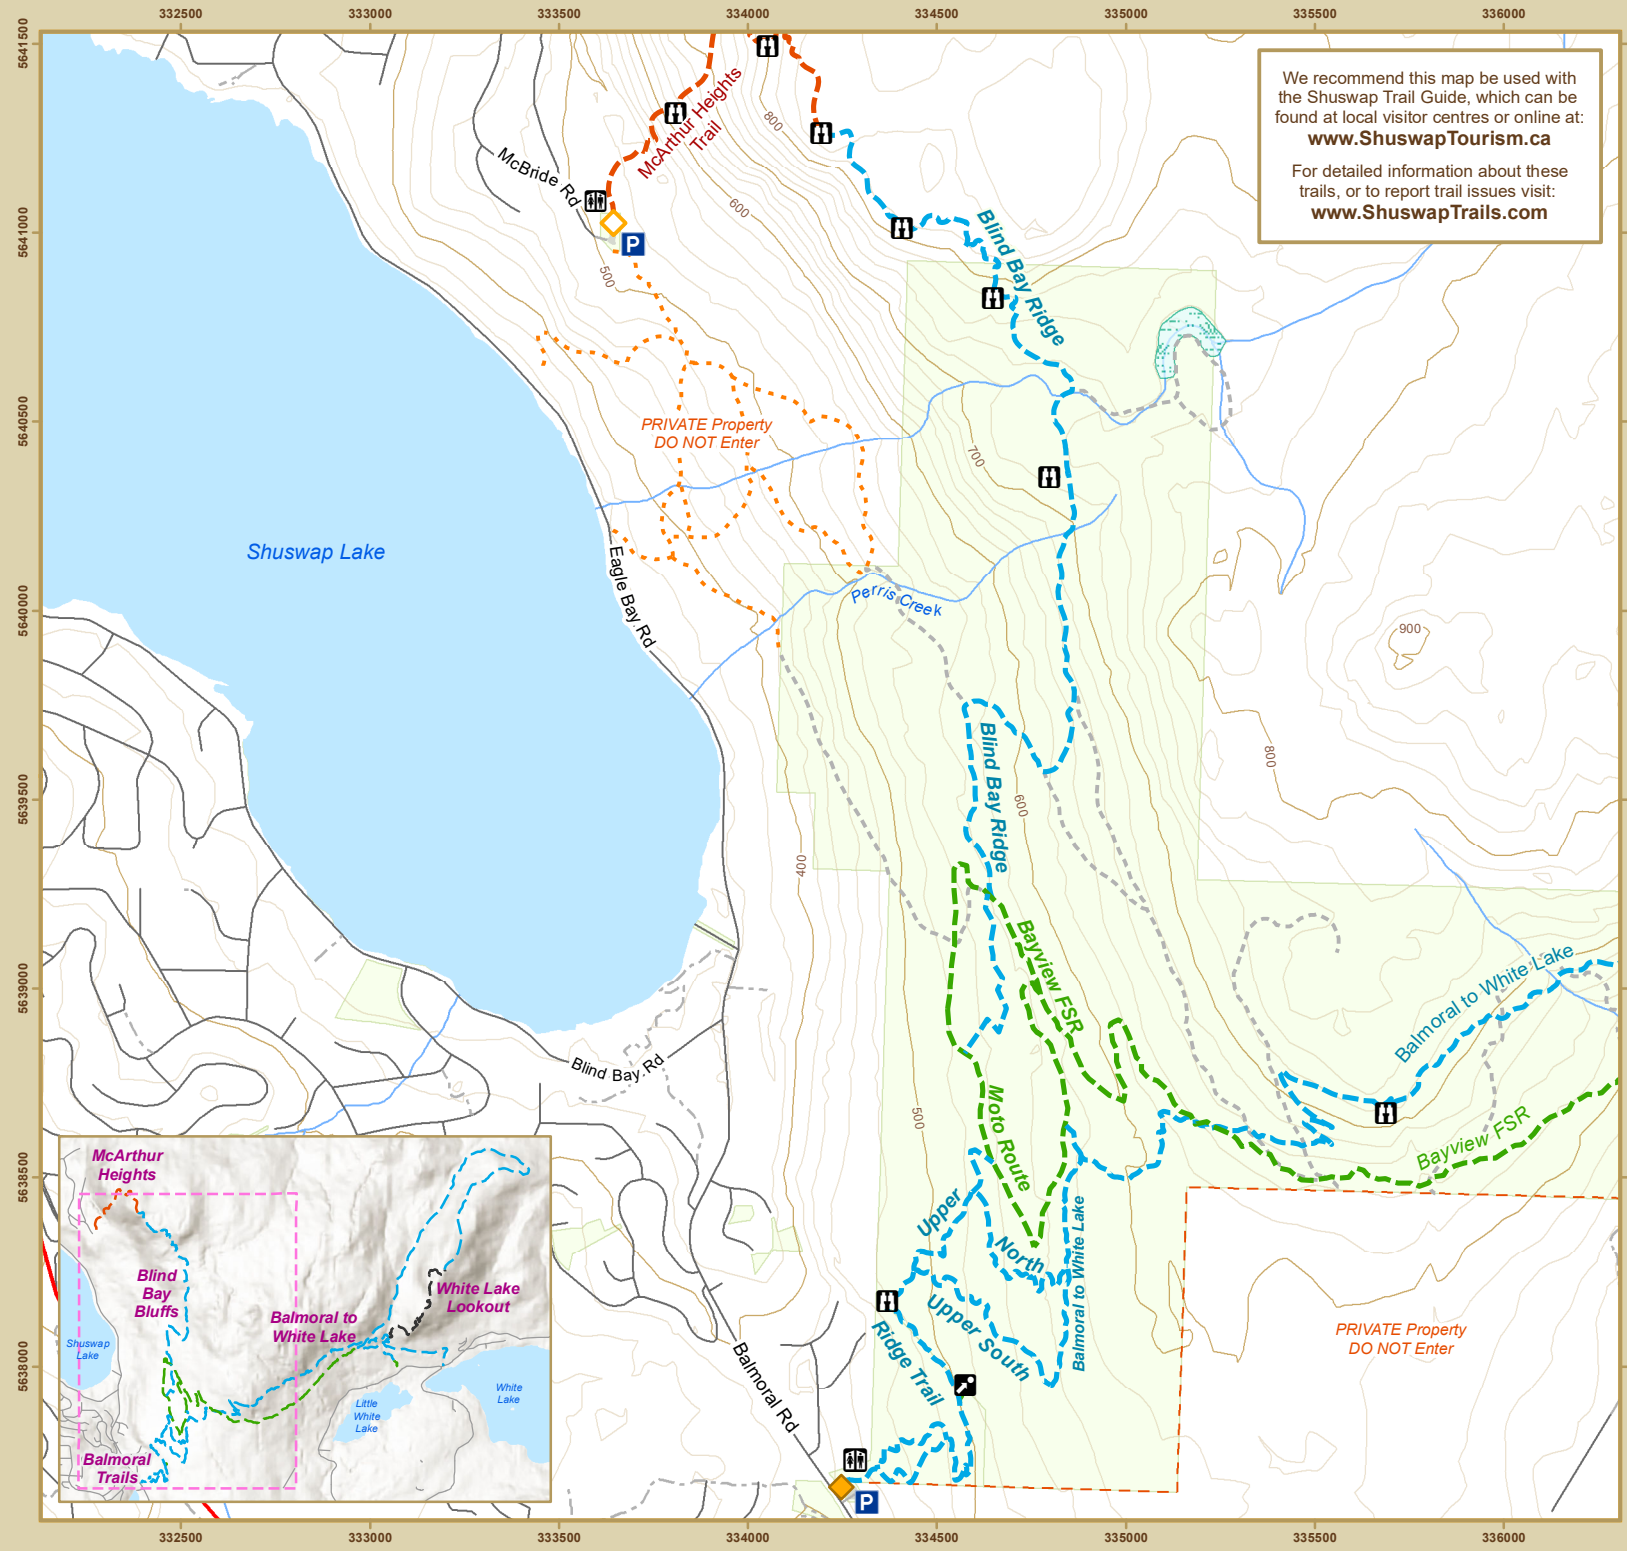 332500
333000
333500
334000
334500
335000
335500
336000
5641500
5641000
5640500
5640000
5639500
5639000
5638500
5638000
We recommend this map be used with
the Shuswap Trail Guide, which can be
found at local visitor centres or online at:
www.ShuswapTourism.ca
For detailed information about these
trails, or to report trail issues visit:
www.ShuswapTrails.com
McArthur Heights
Trail
McBride Rd
P
800
600
500
Blind Bay Ridge
PRIVATE Property
DO NOT Enter
700
Shuswap Lake
Eagle Bay Rd
Perris Creek
900
800
Blind Bay Ridge
600
400
Bayview FSR
Balmoral to White Lake
Blind Bay Rd
Moto Route
500
Bayview FSR
Upper
North
Balmoral to White Lake
Upper South
Ridge Trail
PRIVATE Property
DO NOT Enter
Balmoral Rd
P
McArthur
Heights
Blind
Bay
Bluffs
White Lake
Lookout
Balmoral to
White Lake
Shuswap
Lake
White
Lake
Little
White
Lake
Balmoral
Trails
332500
333000
333500
334000
334500
335000
335500
336000